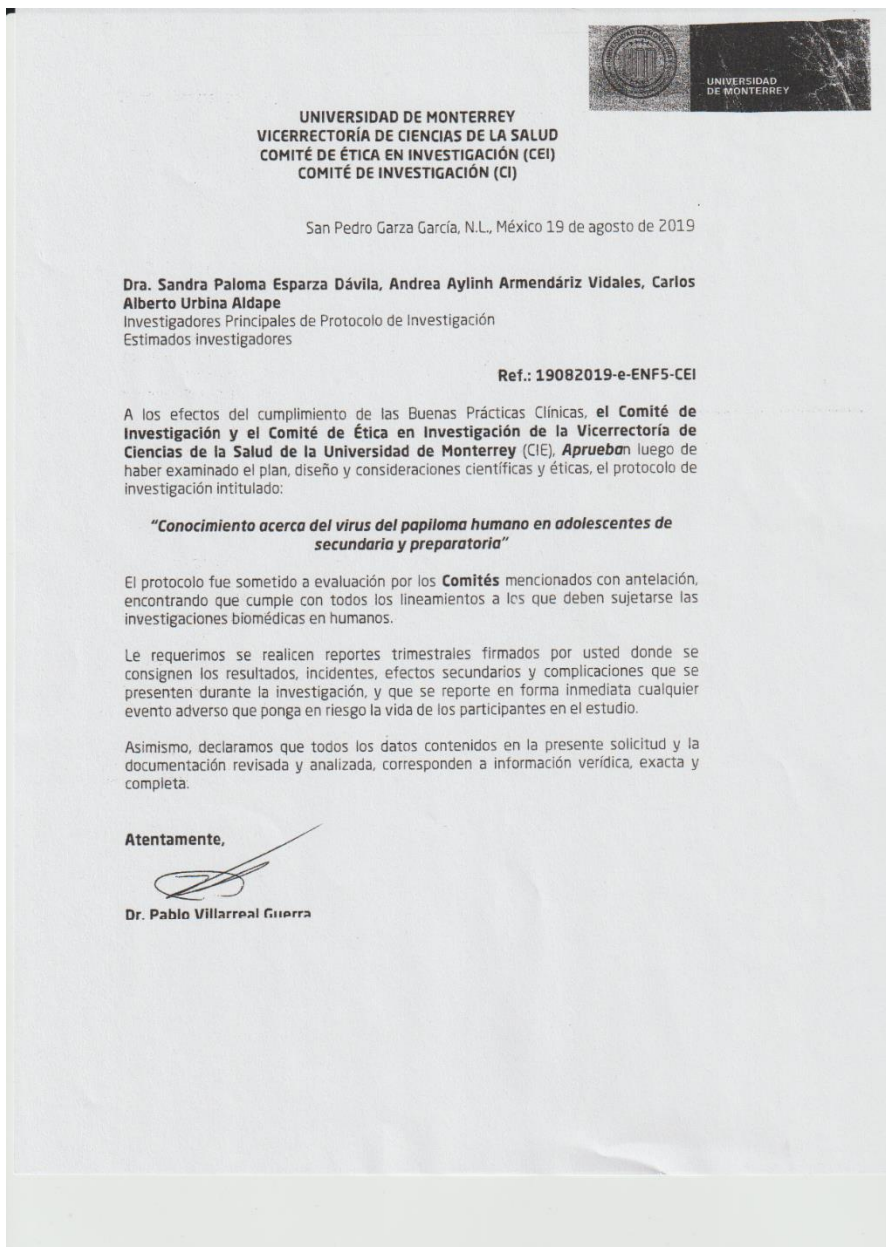 UNIVERSIDAD
DE MONTERREY
UNIVERSIDAD DE MONTERREY
VICERRECTORÍA DE CIENCIAS DE LA SALUD
COMITÉ DE ÉTICA EN INVESTIGACIÓN (CEI)
COMITÉ DE INVESTIGACIÓN (CI)
San Pedro Garza García, N.L., México 19 de agosto de 2019
Dra. Sandra Paloma Esparza Dávila, Andrea Aylinh Armendáriz Vidales, Carlos
Alberto Urbina Aldape
Investigadores Principales de Protocolo de Investigación
Estimados investigadores
Ref.: 19082019-e-ENF5-CEI
A los efectos del cumplimiento de las Buenas Prácticas Clínicas, el Comité de
Investigación y el Comité de Ética en Investigación de la Vicerrectoría de
Ciencias de la Salud de la Universidad de Monterrey (CIE), Aprueban luego de
haber examinado el plan, diseño y consideraciones científicas y éticas, el protocolo de
investigación intitulado:
"Conocimiento acerca del virus del papiloma humano en adolescentes de
secundaria y preparatoria"
El protocolo fue sometido a evaluación por los Comités mencionados con antelación,
encontrando que cumple con todos los lineamientos a los que deben sujetarse las
investigaciones biomédicas en humanos.
Le requerimos se realicen reportes trimestrales firmados por usted donde se
consignen los resultados, incidentes, efectos secundarios y complicaciones que se
presenten durante la investigación, y que se reporte en forma inmediata cualquier
evento adverso que ponga en riesgo la vida de los participantes en el estudio.
Asimismo, declaramos que todos los datos contenidos en la presente solicitud y la
documentación revisada y analizada, corresponden a información verídica, exacta y
completa.
Atentamente,
Dr. Pablo Villarreal Guerra